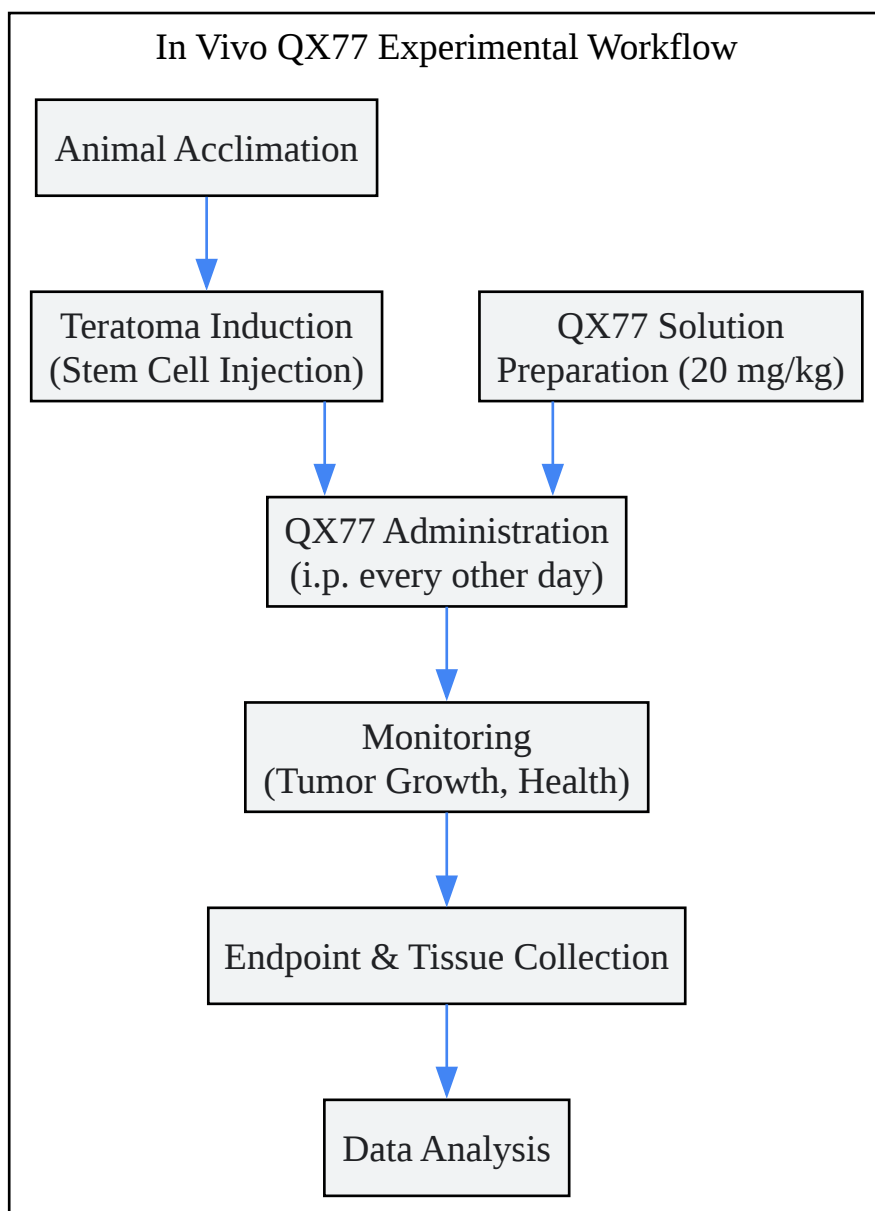 In Vivo QX77 Experimental Workflow
Animal Acclimation
Teratoma Induction
(Stem Cell Injection)
QX77 Solution
Preparation (20 mg/kg)
QX77 Administration
(i.p. every other day)
Monitoring
(Tumor Growth, Health)
Endpoint & Tissue Collection
Data Analysis